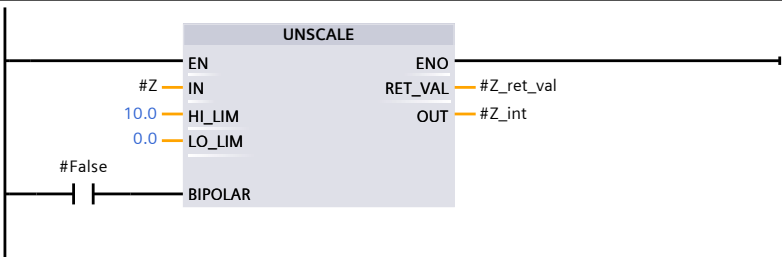 UNSCALE
EN ENO
#Z IN RET_VAL #Z_ret_val
10.0 HI_LIM OUT #Z_int
0.0 LO_LIM
#False
BIPOLAR